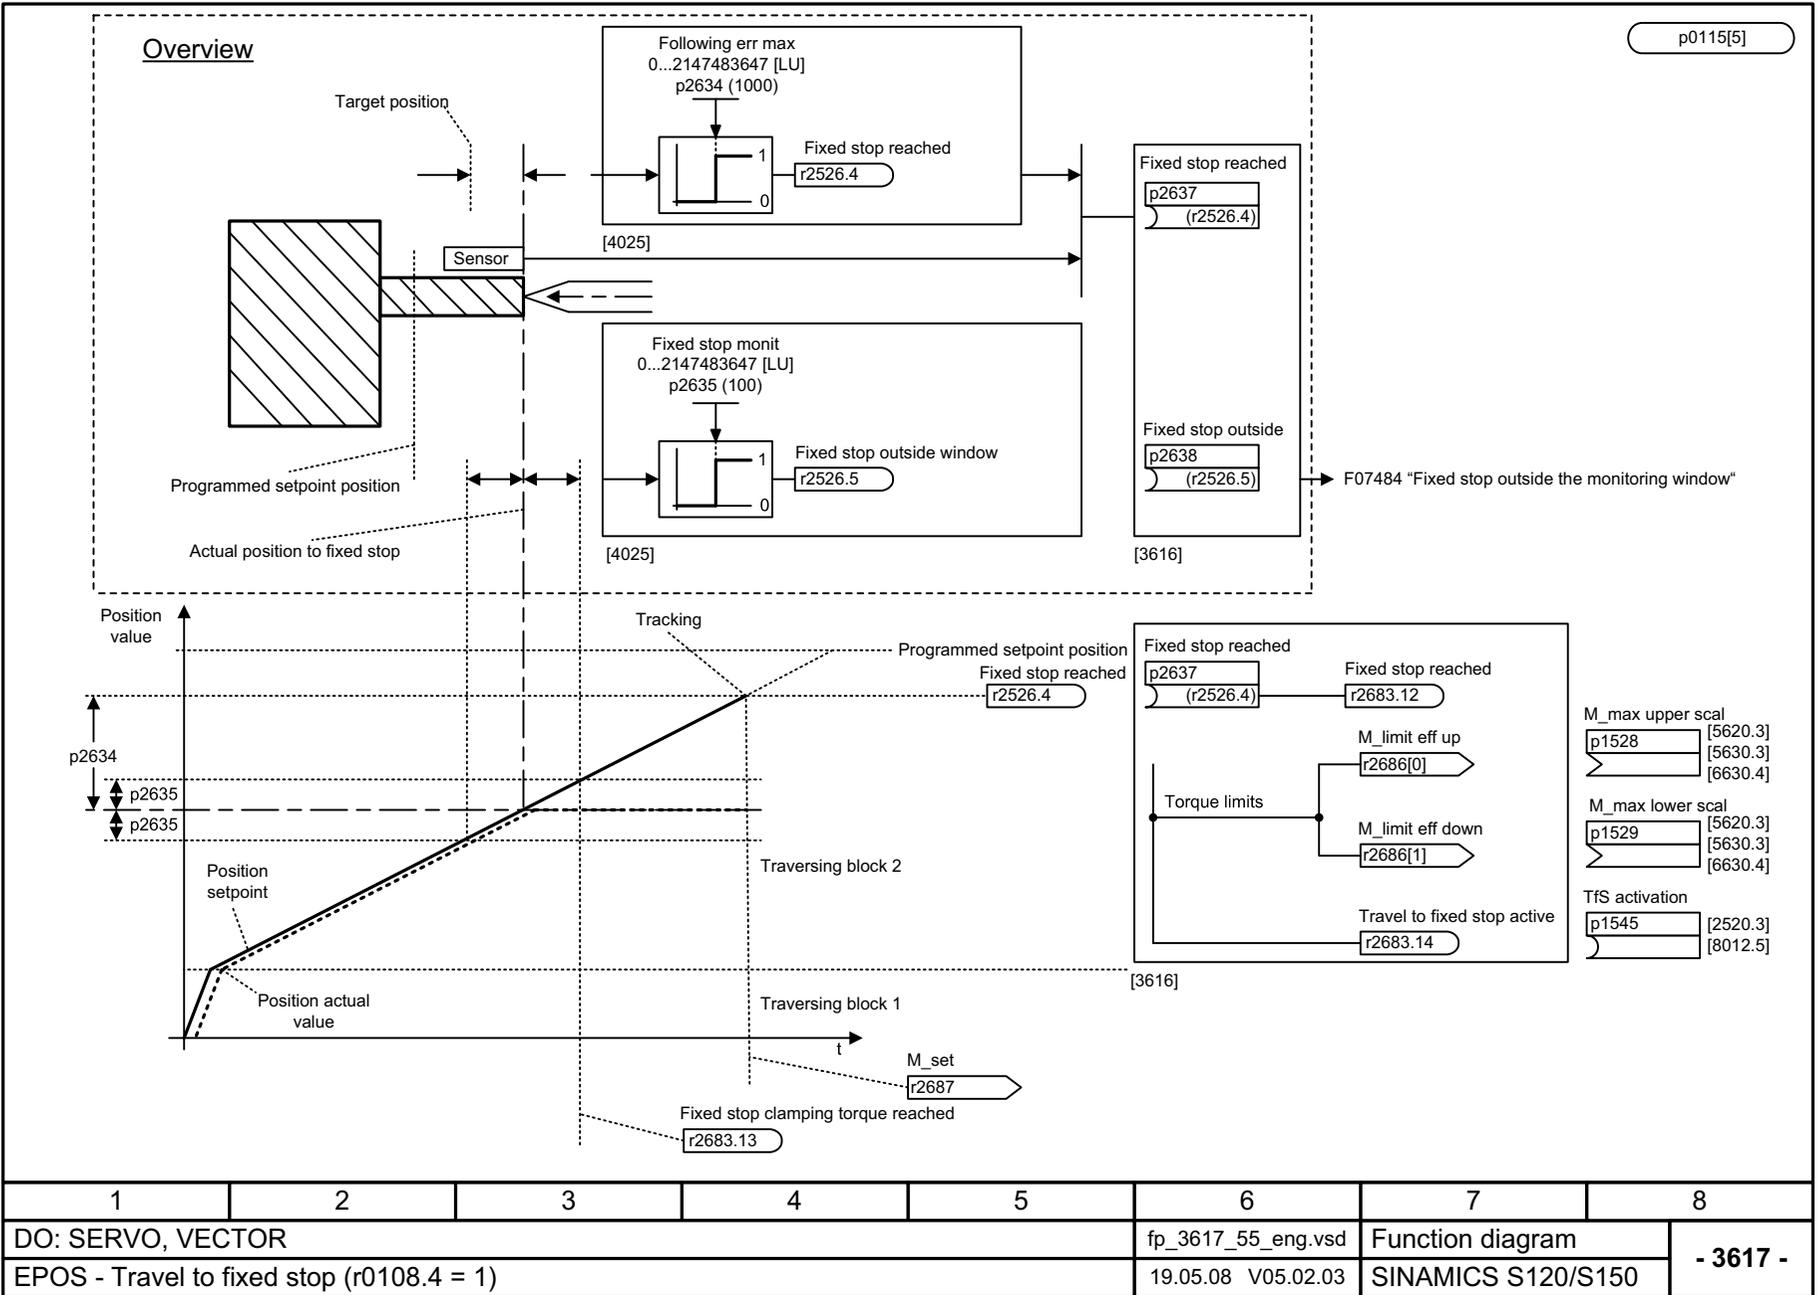 Overview
p0115[5]
Following err max
0...2147483647 [LU]
p2634 (1000)
Target position
1
0
Fixed stop reached
r2526.4
[4025]
Fixed stop reached
p2637
(r2526.4)
Sensor
Fixed stop monit
0...2147483647 [LU]
p2635 (100)
1
0
Fixed stop outside window
r2526.5
[4025]
Fixed stop outside
p2638
(r2526.5)
F07484 “Fixed stop outside the monitoring window“
[3616]
Programmed setpoint position
Actual position to fixed stop
Position
value
Tracking
Programmed setpoint position
Fixed stop reached
r2526.4
p2634
p2635
p2635
Position
setpoint
Traversing block 2
Position actual
value
Traversing block 1
t
M_set
r2687
Fixed stop clamping torque reached
r2683.13
Fixed stop reached
p2637
(r2526.4)
Fixed stop reached
r2683.12
M_limit eff up
r2686[0]
Torque limits
M_limit eff down
r2686[1]
Travel to fixed stop active
r2683.14
[3616]
M_max upper scal
p1528
[5620.3]
[5630.3]
[6630.4]
M_max lower scal
p1529
[5620.3]
[5630.3]
[6630.4]
TfS activation
p1545
[2520.3]
[8012.5]
1 2 3 4 5 6 7 8
DO: SERVO, VECTOR
fp_3617_55_eng.vsd
Function diagram
- 3617 -
EPOS - Travel to fixed stop (r0108.4 = 1)
19.05.08 V05.02.03
SINAMICS S120/S150